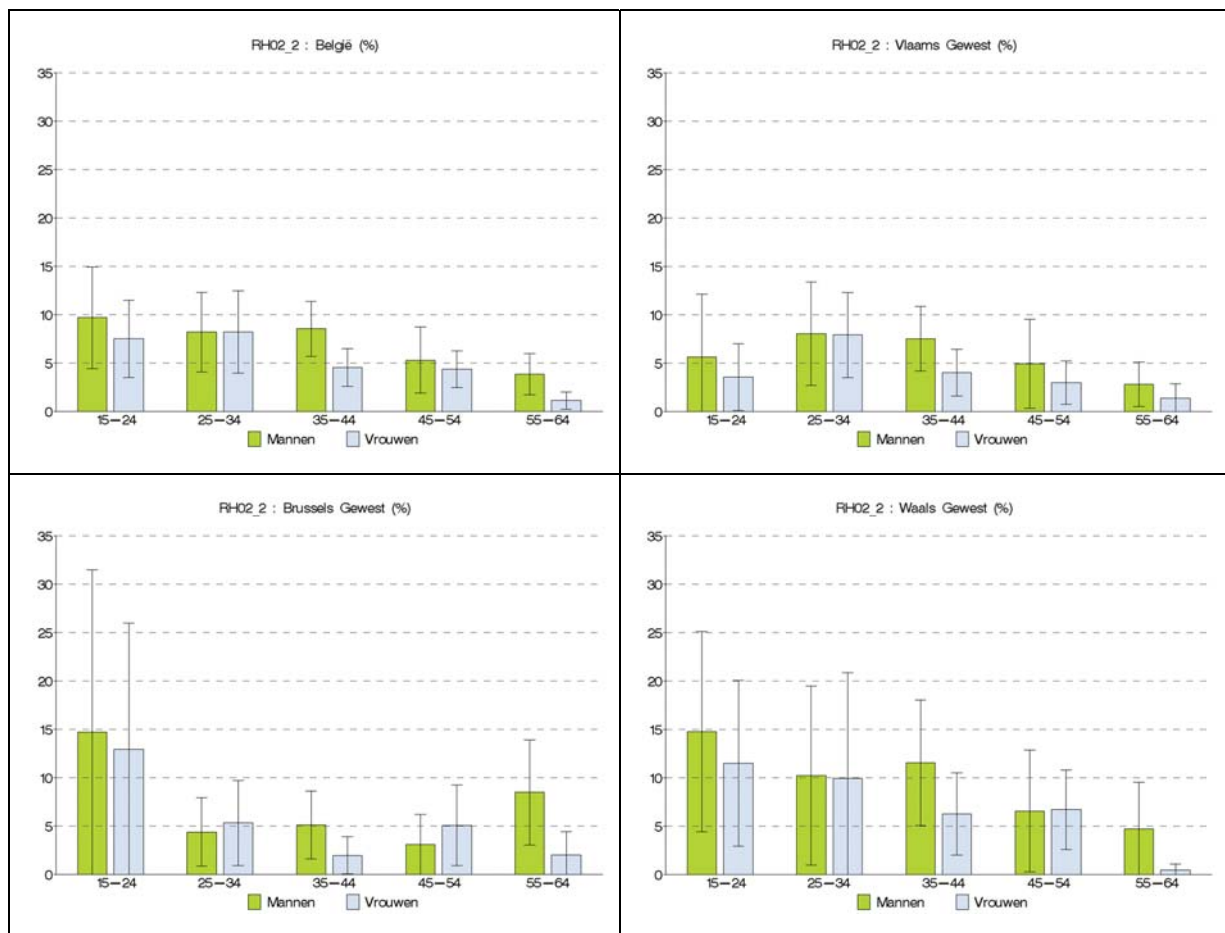 RH02_2 : België (%)
35
30
25
20
15
10
5
0
15–24 25–34 35–44 45–54 55–64
Mannen Vrouwen
RH02_2 : Vlaams Gewest (%)
35
30
25
20
15
10
5
0
15–24 25–34 35–44 45–54 55–64
Mannen Vrouwen
RH02_2 : Brussels Gewest (%)
35
30
25
20
15
10
5
0
15–24 25–34 35–44 45–54 55–64
Mannen Vrouwen
RH02_2 : Waals Gewest (%)
35
30
25
20
15
10
5
0
15–24 25–34 35–44 45–54 55–64
Mannen Vrouwen